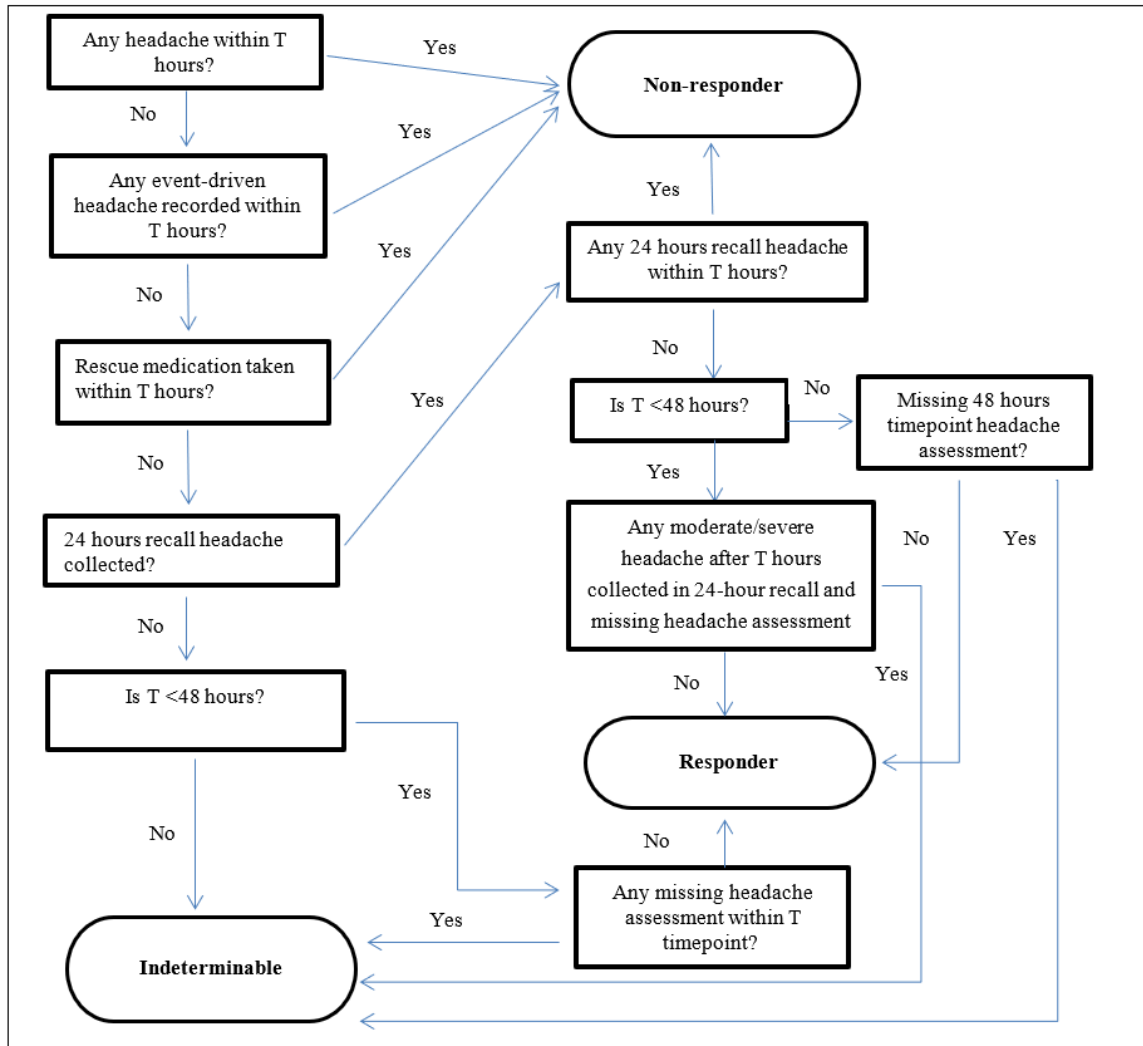 Any headache within T
hours?
Yes
Non-responder
No
Yes
Any event-driven
headache recorded within
T hours?
Yes
Yes
Any 24 hours recall headache
within T hours?
No
Rescue medication taken
within T hours?
Yes
No
Is T <48 hours?
No
Missing 48 hours
timepoint headache
assessment?
No
Yes
24 hours recall headache
collected?
Any moderate/severe
headache after T hours
collected in 24-hour recall and
missing headache assessment
No
Yes
No
Is T <48 hours?
No
Yes
Responder
Yes
No
No
Any missing headache
assessment within T
timepoint?
Yes
Indeterminable